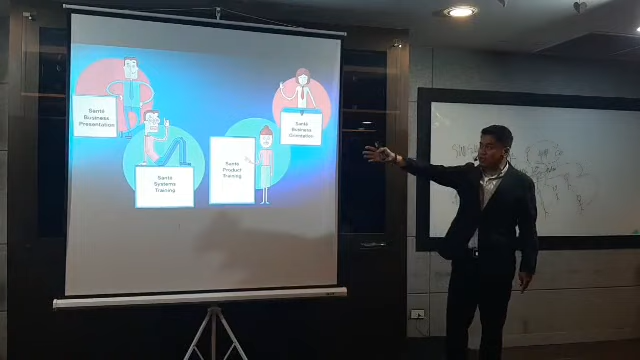 Santé
Business
Presentation
Santé
Systems
Training
Santé
Product
Training
Santé
Business
Orientation